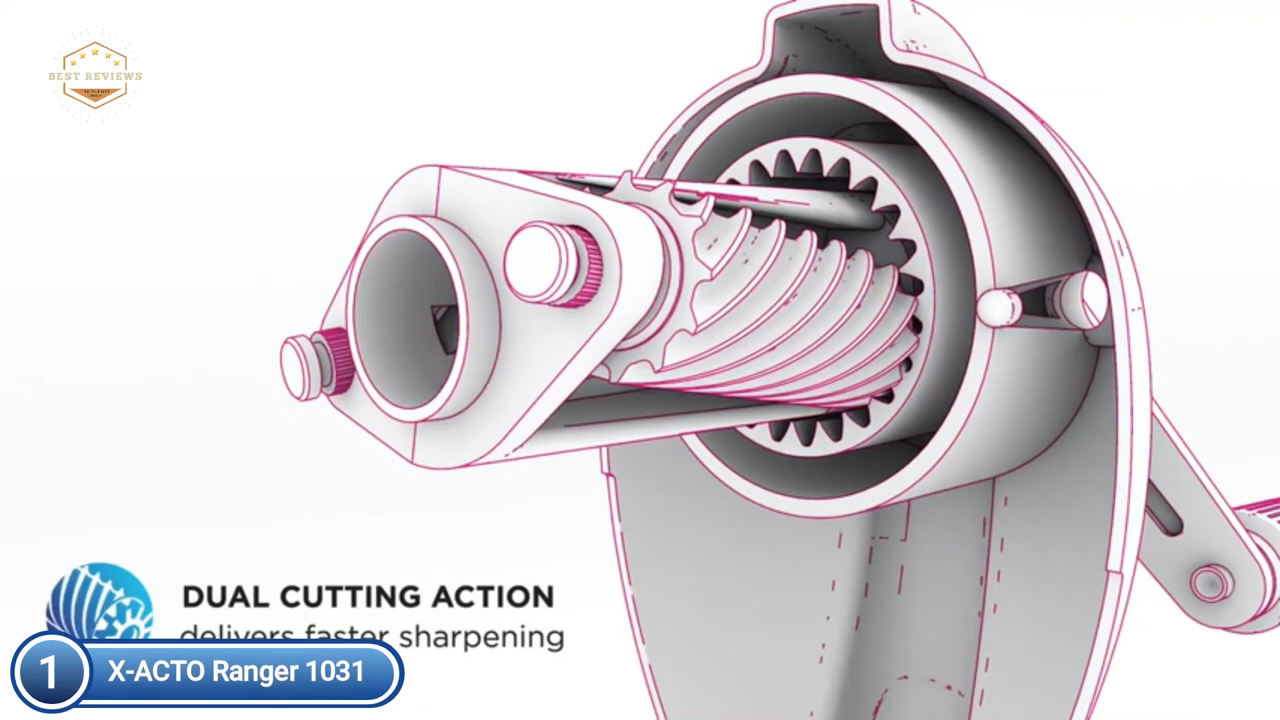 BEST REVIEWS
DUAL CUTTING ACTION
delivers faster sharpening
1
X-ACTO Ranger 1031